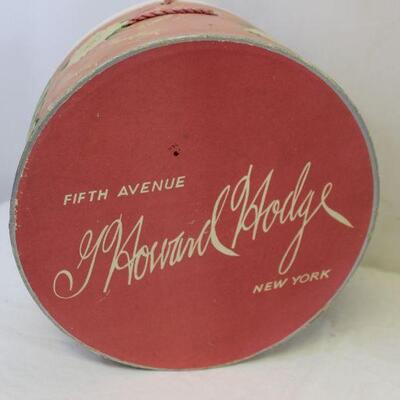 FIFTH AVENUE
G Howard Hodge
NEW YORK